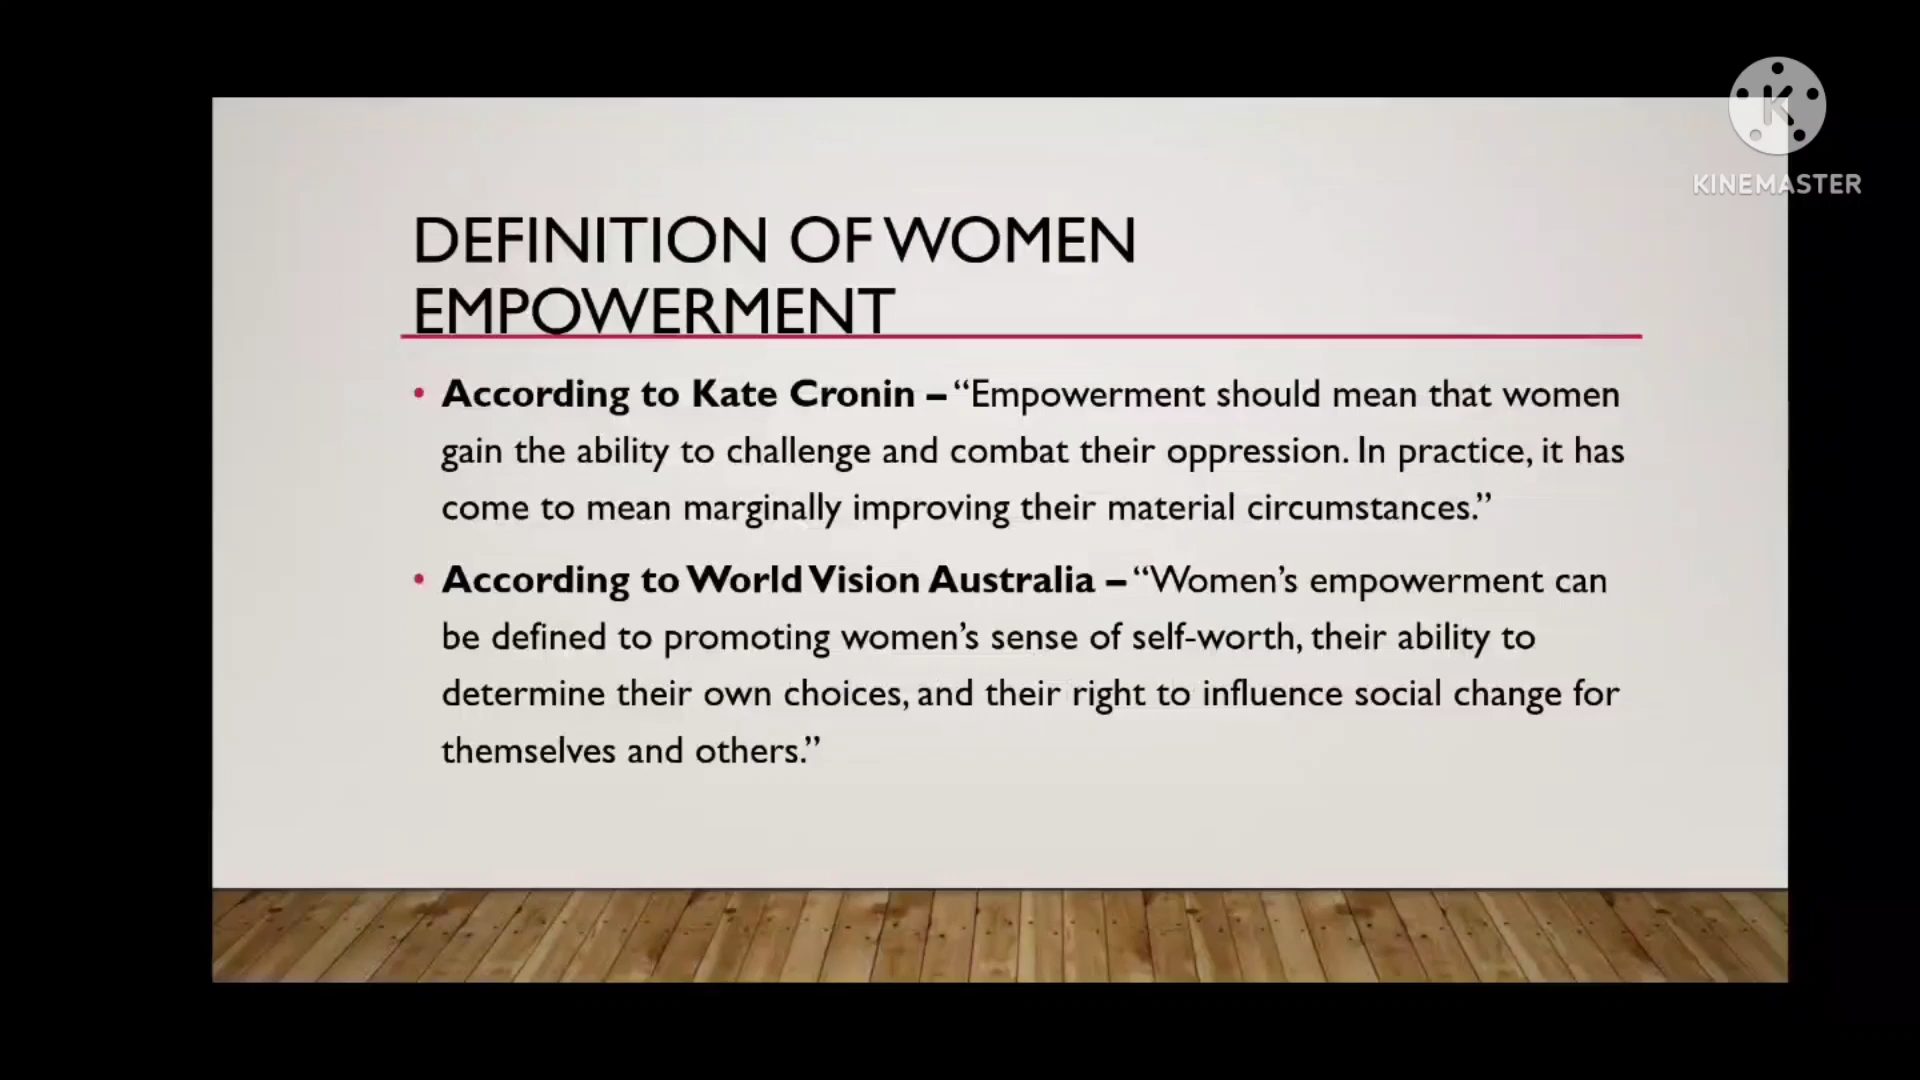 KINEMASTER
DEFINITION OF WOMEN
EMPOWERMENT
• According to Kate Cronin – “Empowerment should mean that women
gain the ability to challenge and combat their oppression. In practice, it has
come to mean marginally improving their material circumstances.”
• According to World Vision Australia – “Women’s empowerment can
be defined to promoting women’s sense of self-worth, their ability to
determine their own choices, and their right to influence social change for
themselves and others.”